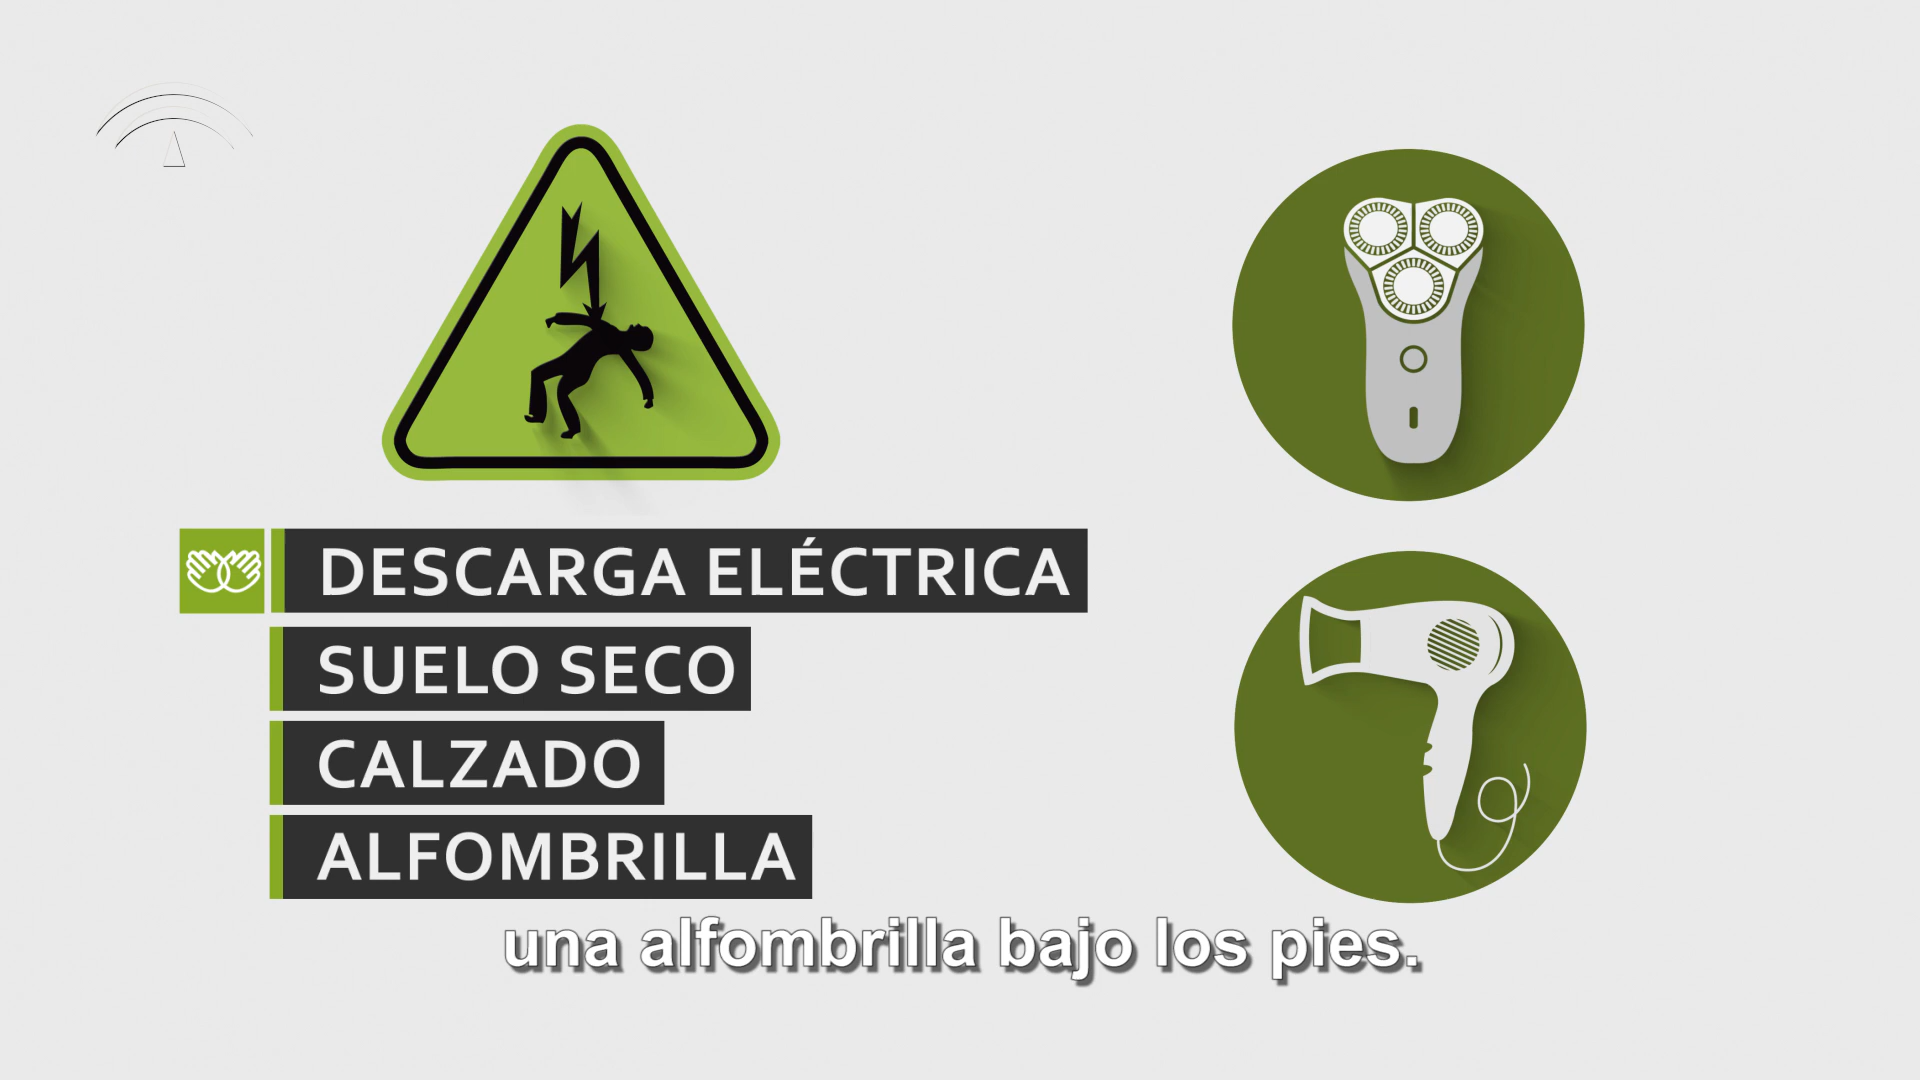 DESCARGA ELÉCTRICA
SUELO SECO
CALZADO
ALFOMBRILLA
una alfombrilla bajo los pies.